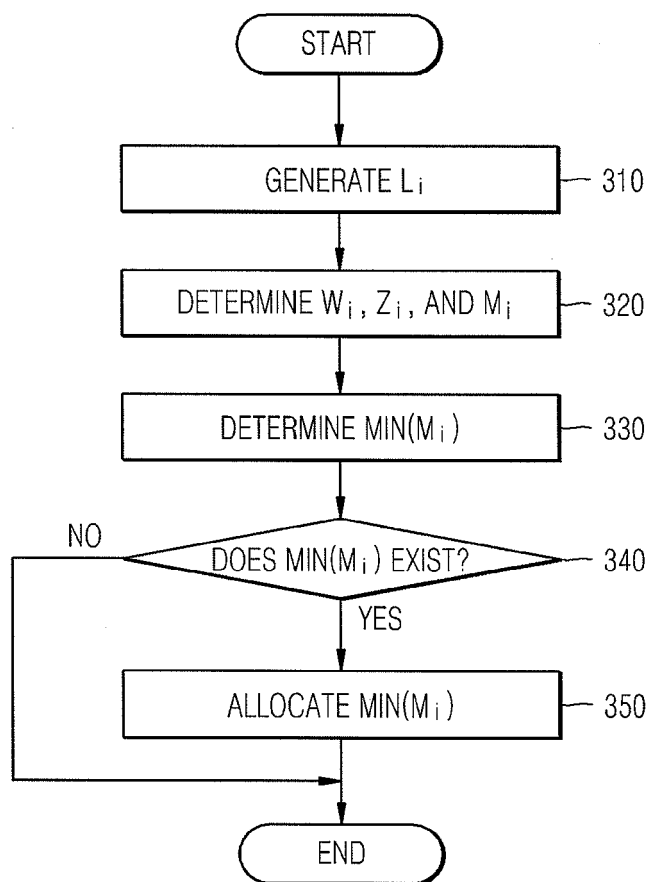 START
GENERATE Lᵢ
310
DETERMINE Wᵢ, Zᵢ, AND Mᵢ
320
DETERMINE MIN(Mᵢ)
330
NO
DOES MIN(Mᵢ) EXIST?
340
YES
ALLOCATE MIN(Mᵢ)
350
END